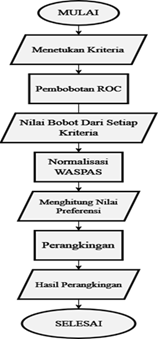 MULAI
Menetukan Kriteria
Pembobotan ROC
Nilai Bobot Dari Setiap
Kriteria
Normalisasi
WASPAS
Menghitung Nilai
Preferensi
Perangkingan
Hasil Perangkingan
SELESAI